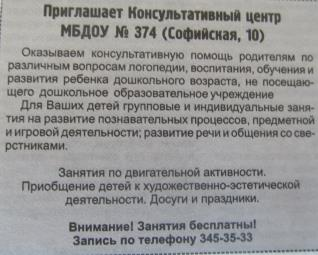 Приглашает Консультативный центр
МБДОУ № 374 (Софийская, 10)
Оказываем консультативную помощь родителям по
различным вопросам логопедии, воспитания, обучения и
развития ребенка дошкольного возраста, не посещаю-
щего дошкольное образовательное учреждение
Для Ваших детей групповые и индивидуальные заня-
тия на развитие познавательных процессов, предметной
и игровой деятельности; развитие речи и общения со све-
рстниками.
Занятия по двигательной активности.
Приобщение детей к художественно-эстетической
деятельности. Досуги и праздники.
Внимание! Занятия бесплатны!
Запись по телефону 345-35-33